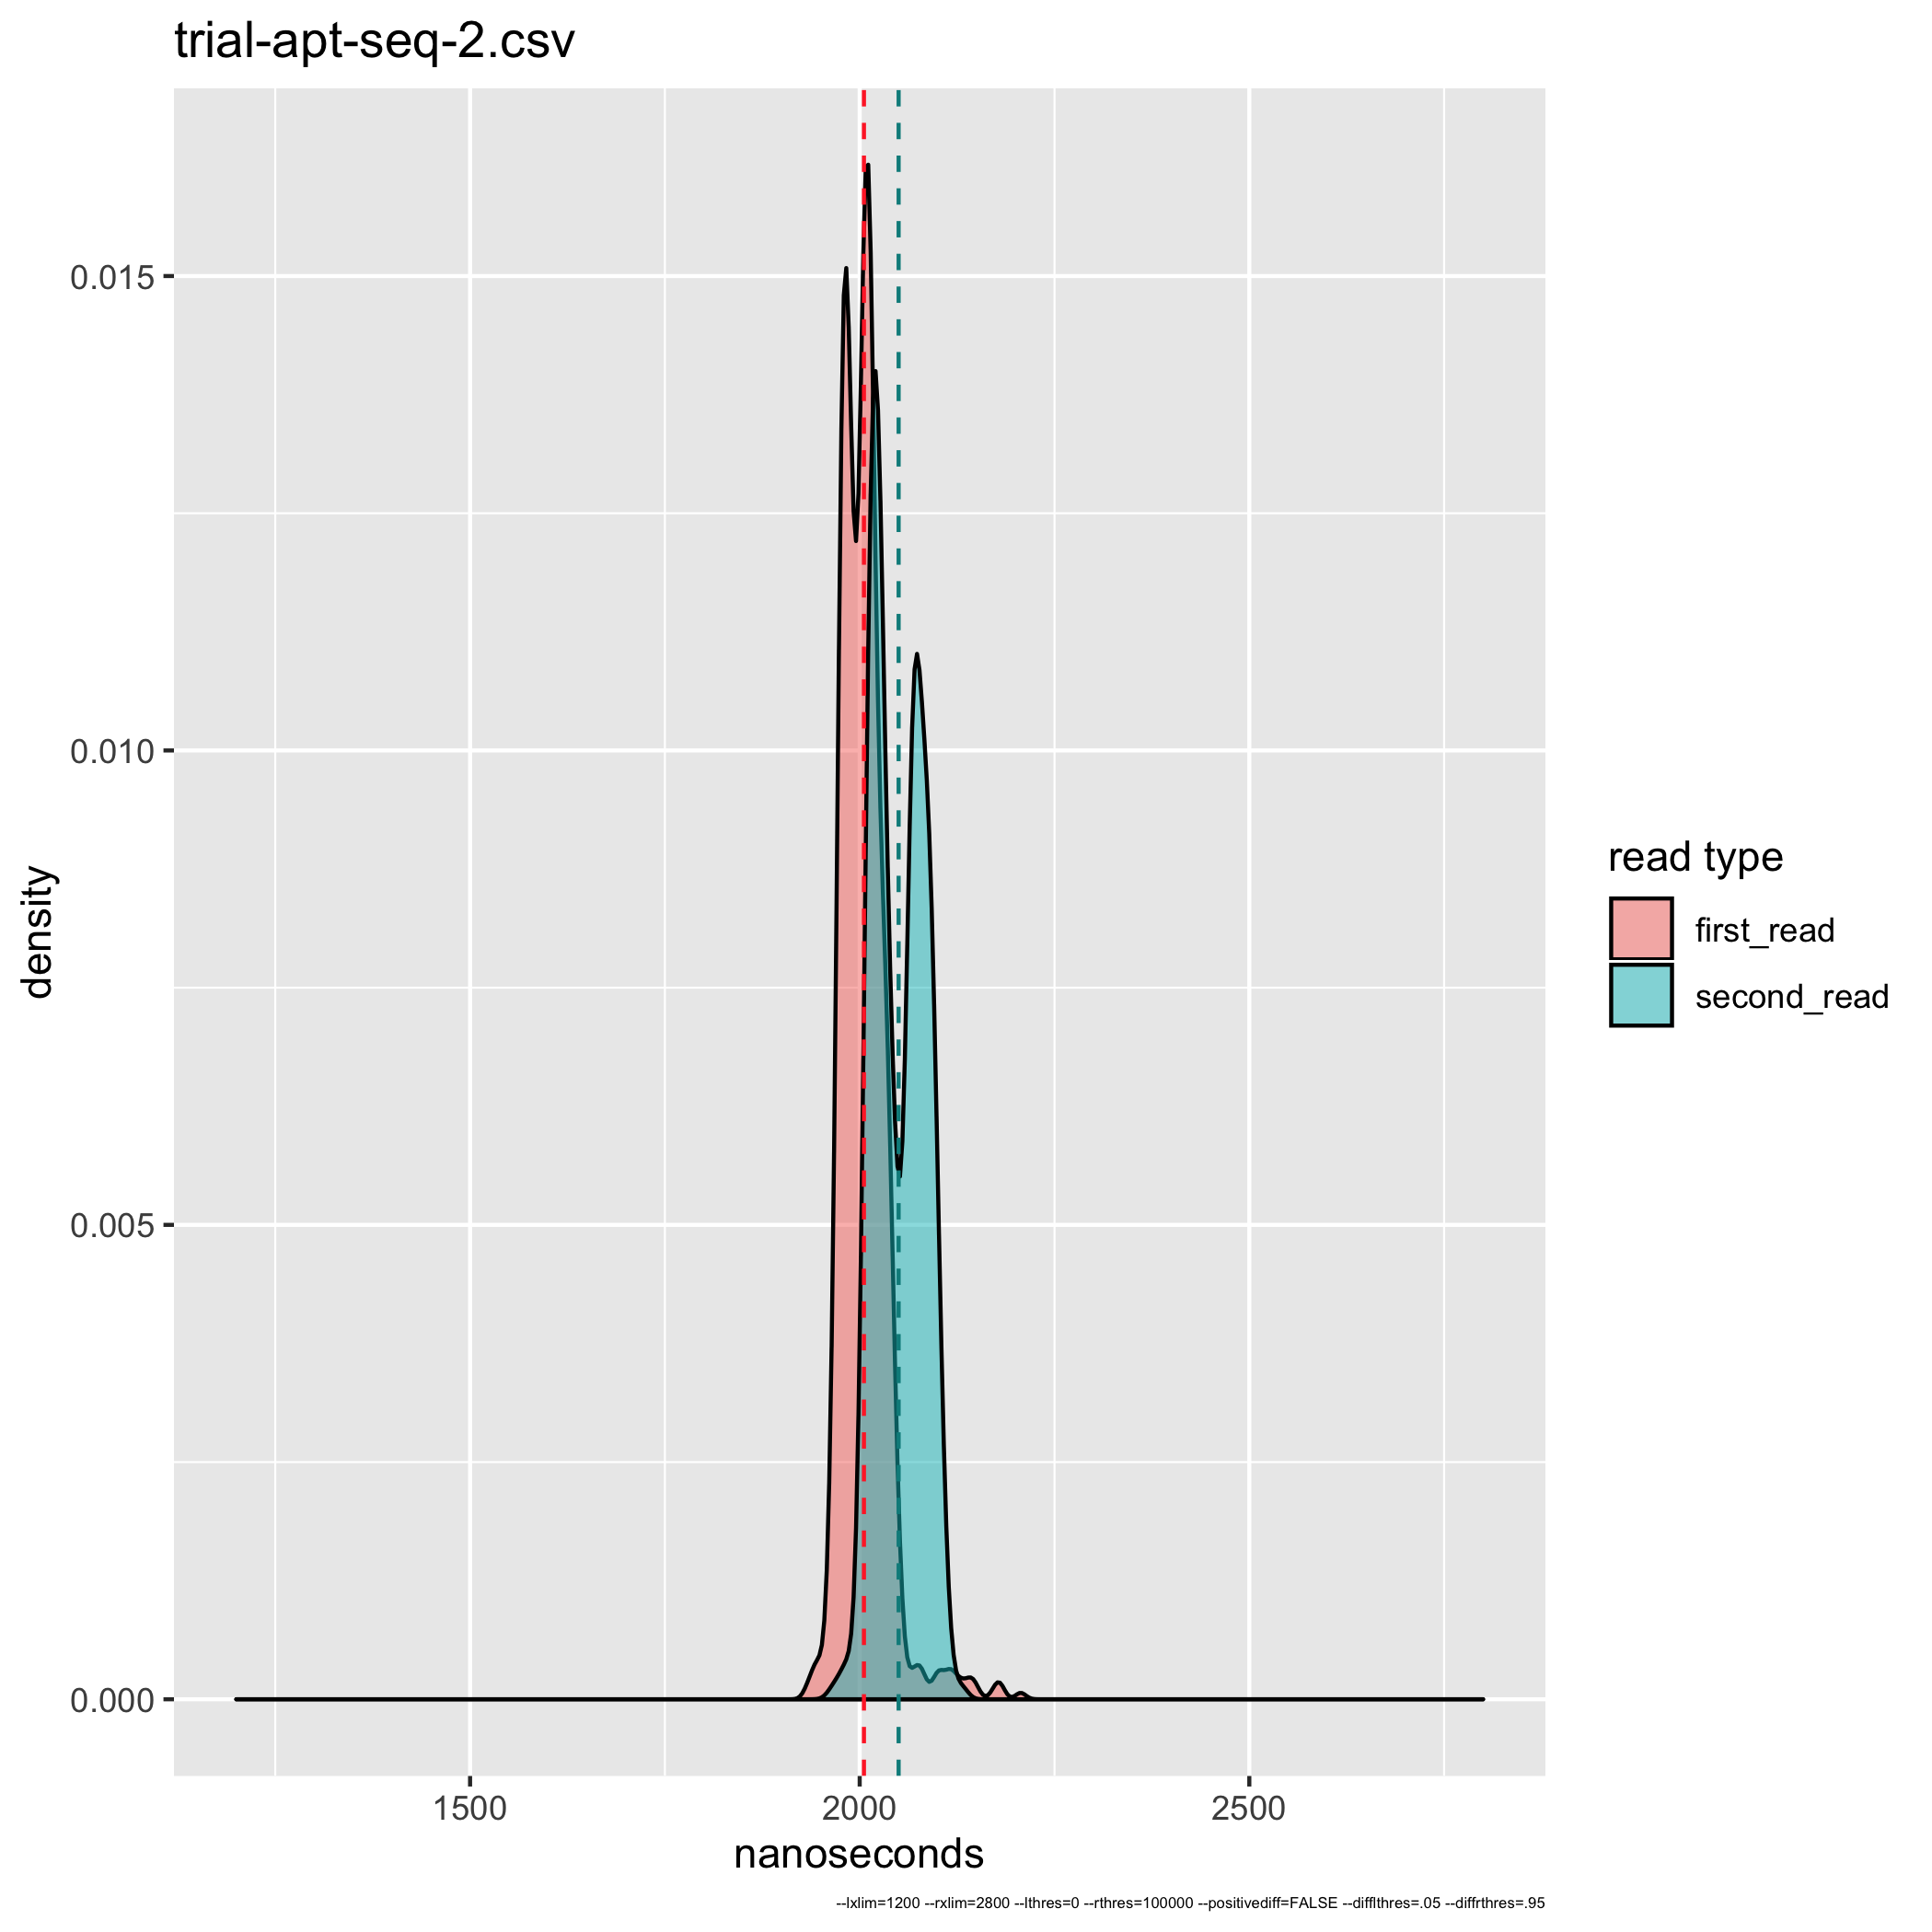 trial-apt-seq-2.csv
0.015
0.010
0.005
0.000
density
1500 2000 2500
nanoseconds
read type
first_read
second_read
--lxlim=1200 --rxlim=2800 --lthres=0 --rthres=100000 --positivediff=FALSE --difflthres=.05 --diffrthres=.95